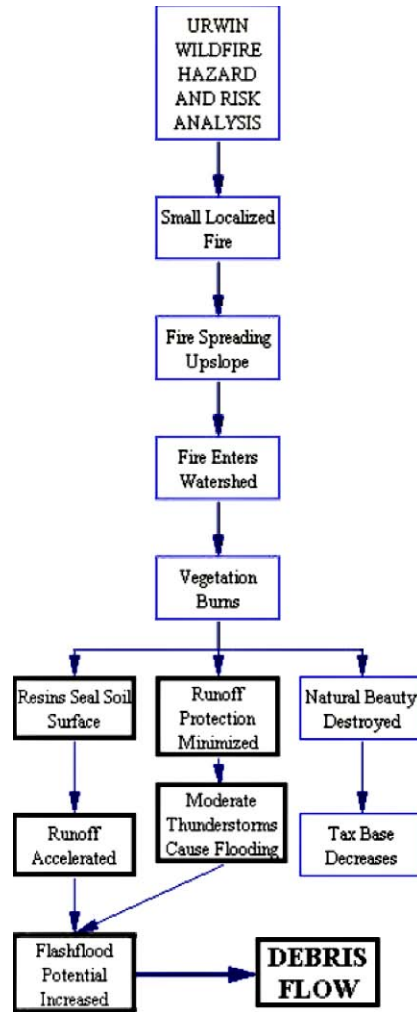 URWIN
WILDFIRE
HAZARD
AND RISK
ANALYSIS
Small Localized
Fire
Fire Spreading
Upslope
Fire Enters
Watershed
Vegetation
Burns
Resins Seal Soil
Surface
Runoff
Protection
Minimized
Natural Beauty
Destroyed
Runoff
Accelerated
Moderate
Thunderstorms
Cause Flooding
Tax Base
Decreases
Flashflood
Potential
Increased
DEBRIS
FLOW